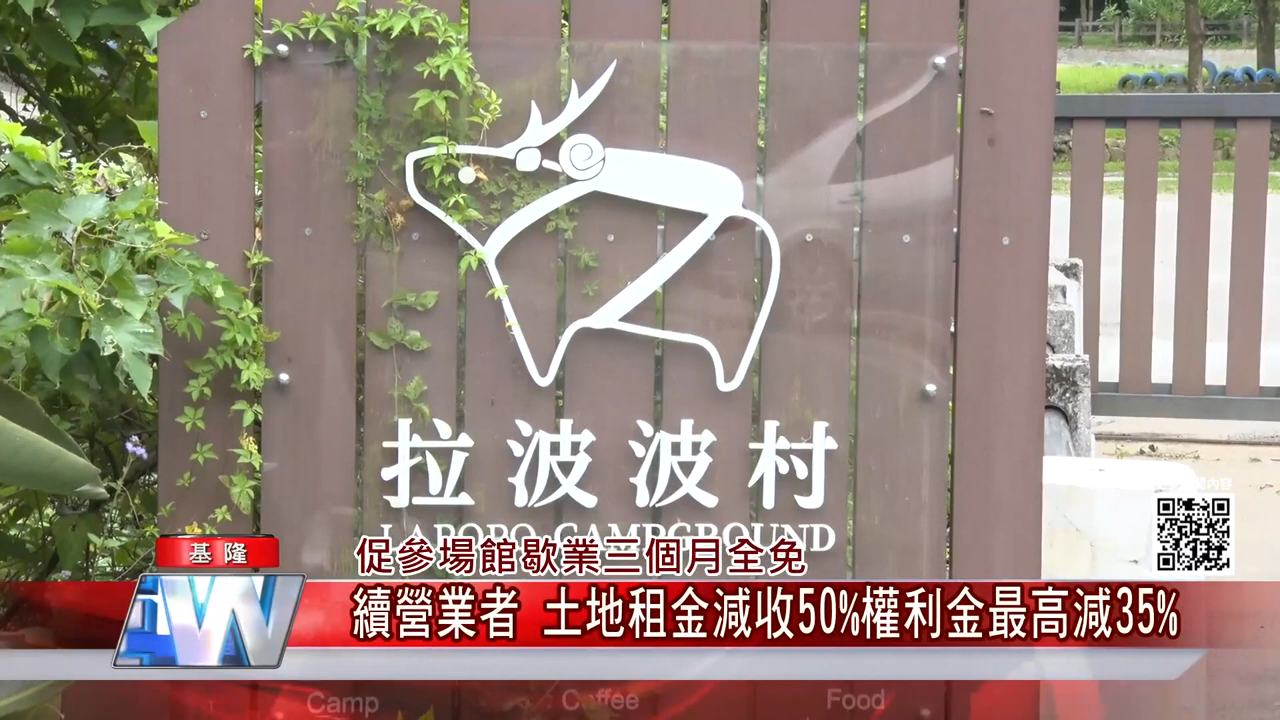 拉波波村
LAPOPO CAMPGROUND
內容
基隆
促參場館歇業三個月全免
續營業者 土地租金減收50%權利金最高減35%
Camp Coffee Food